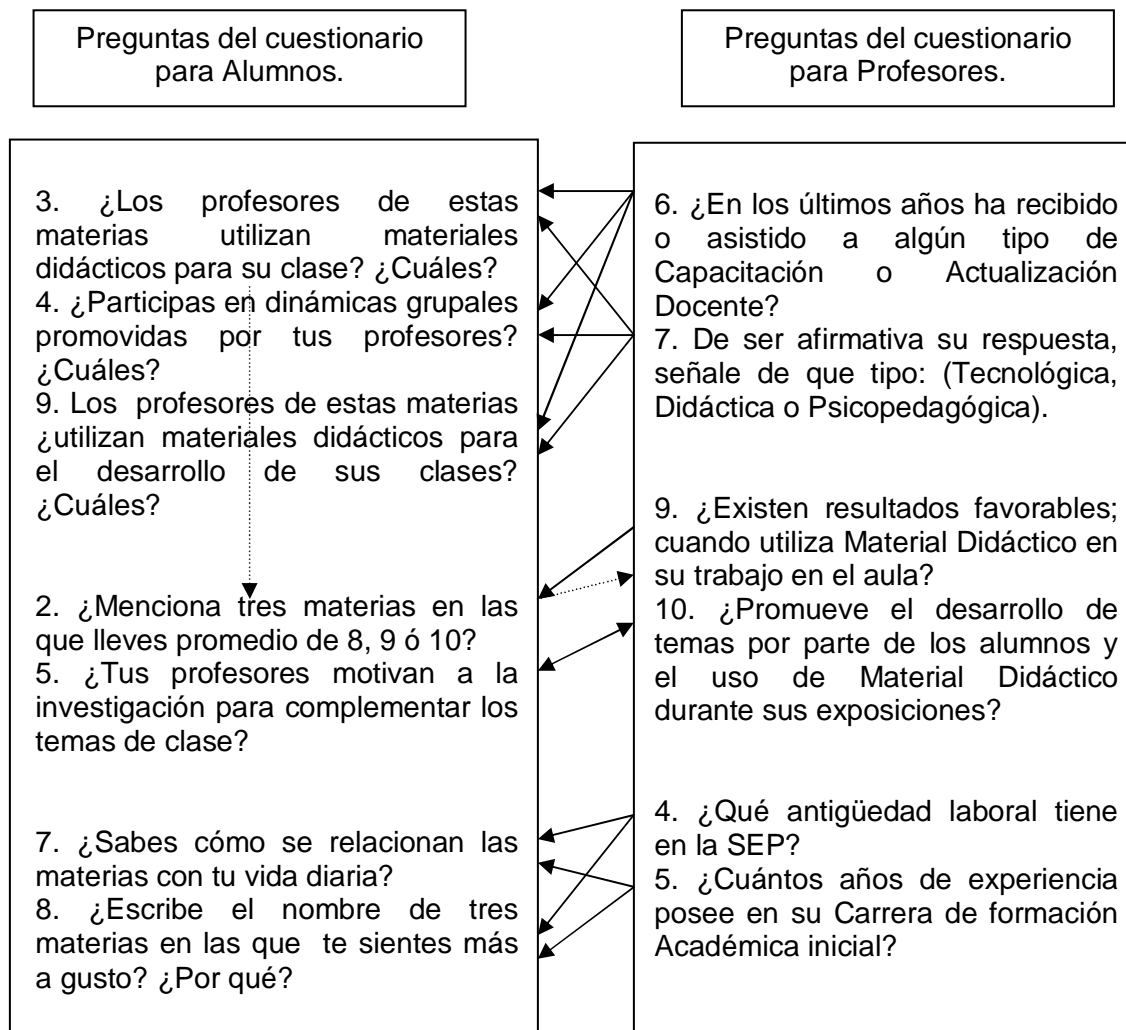 Preguntas del cuestionario
para Alumnos.
Preguntas del cuestionario
para Profesores.
3. ¿Los profesores de estas
materias utilizan materiales
didácticos para su clase? ¿Cuáles?
4. ¿Participas en dinámicas grupales
promovidas por tus profesores?
¿Cuáles?
9. Los profesores de estas materias
¿utilizan materiales didácticos para
el desarrollo de sus clases?
¿Cuáles?
2. ¿Menciona tres materias en las
que lleves promedio de 8, 9 ó 10?
5. ¿Tus profesores motivan a la
investigación para complementar los
temas de clase?
7. ¿Sabes cómo se relacionan las
materias con tu vida diaria?
8. ¿Escribe el nombre de tres
materias en las que te sientes más
a gusto? ¿Por qué?
6. ¿En los últimos años ha recibido
o asistido a algún tipo de
Capacitación o Actualización
Docente?
7. De ser afirmativa su respuesta,
señale de que tipo: (Tecnológica,
Didáctica o Psicopedagógica).
9. ¿Existen resultados favorables;
cuando utiliza Material Didáctico en
su trabajo en el aula?
10. ¿Promueve el desarrollo de
temas por parte de los alumnos y
el uso de Material Didáctico
durante sus exposiciones?
4. ¿Qué antigüedad laboral tiene
en la SEP?
5. ¿Cuántos años de experiencia
posee en su Carrera de formación
Académica inicial?